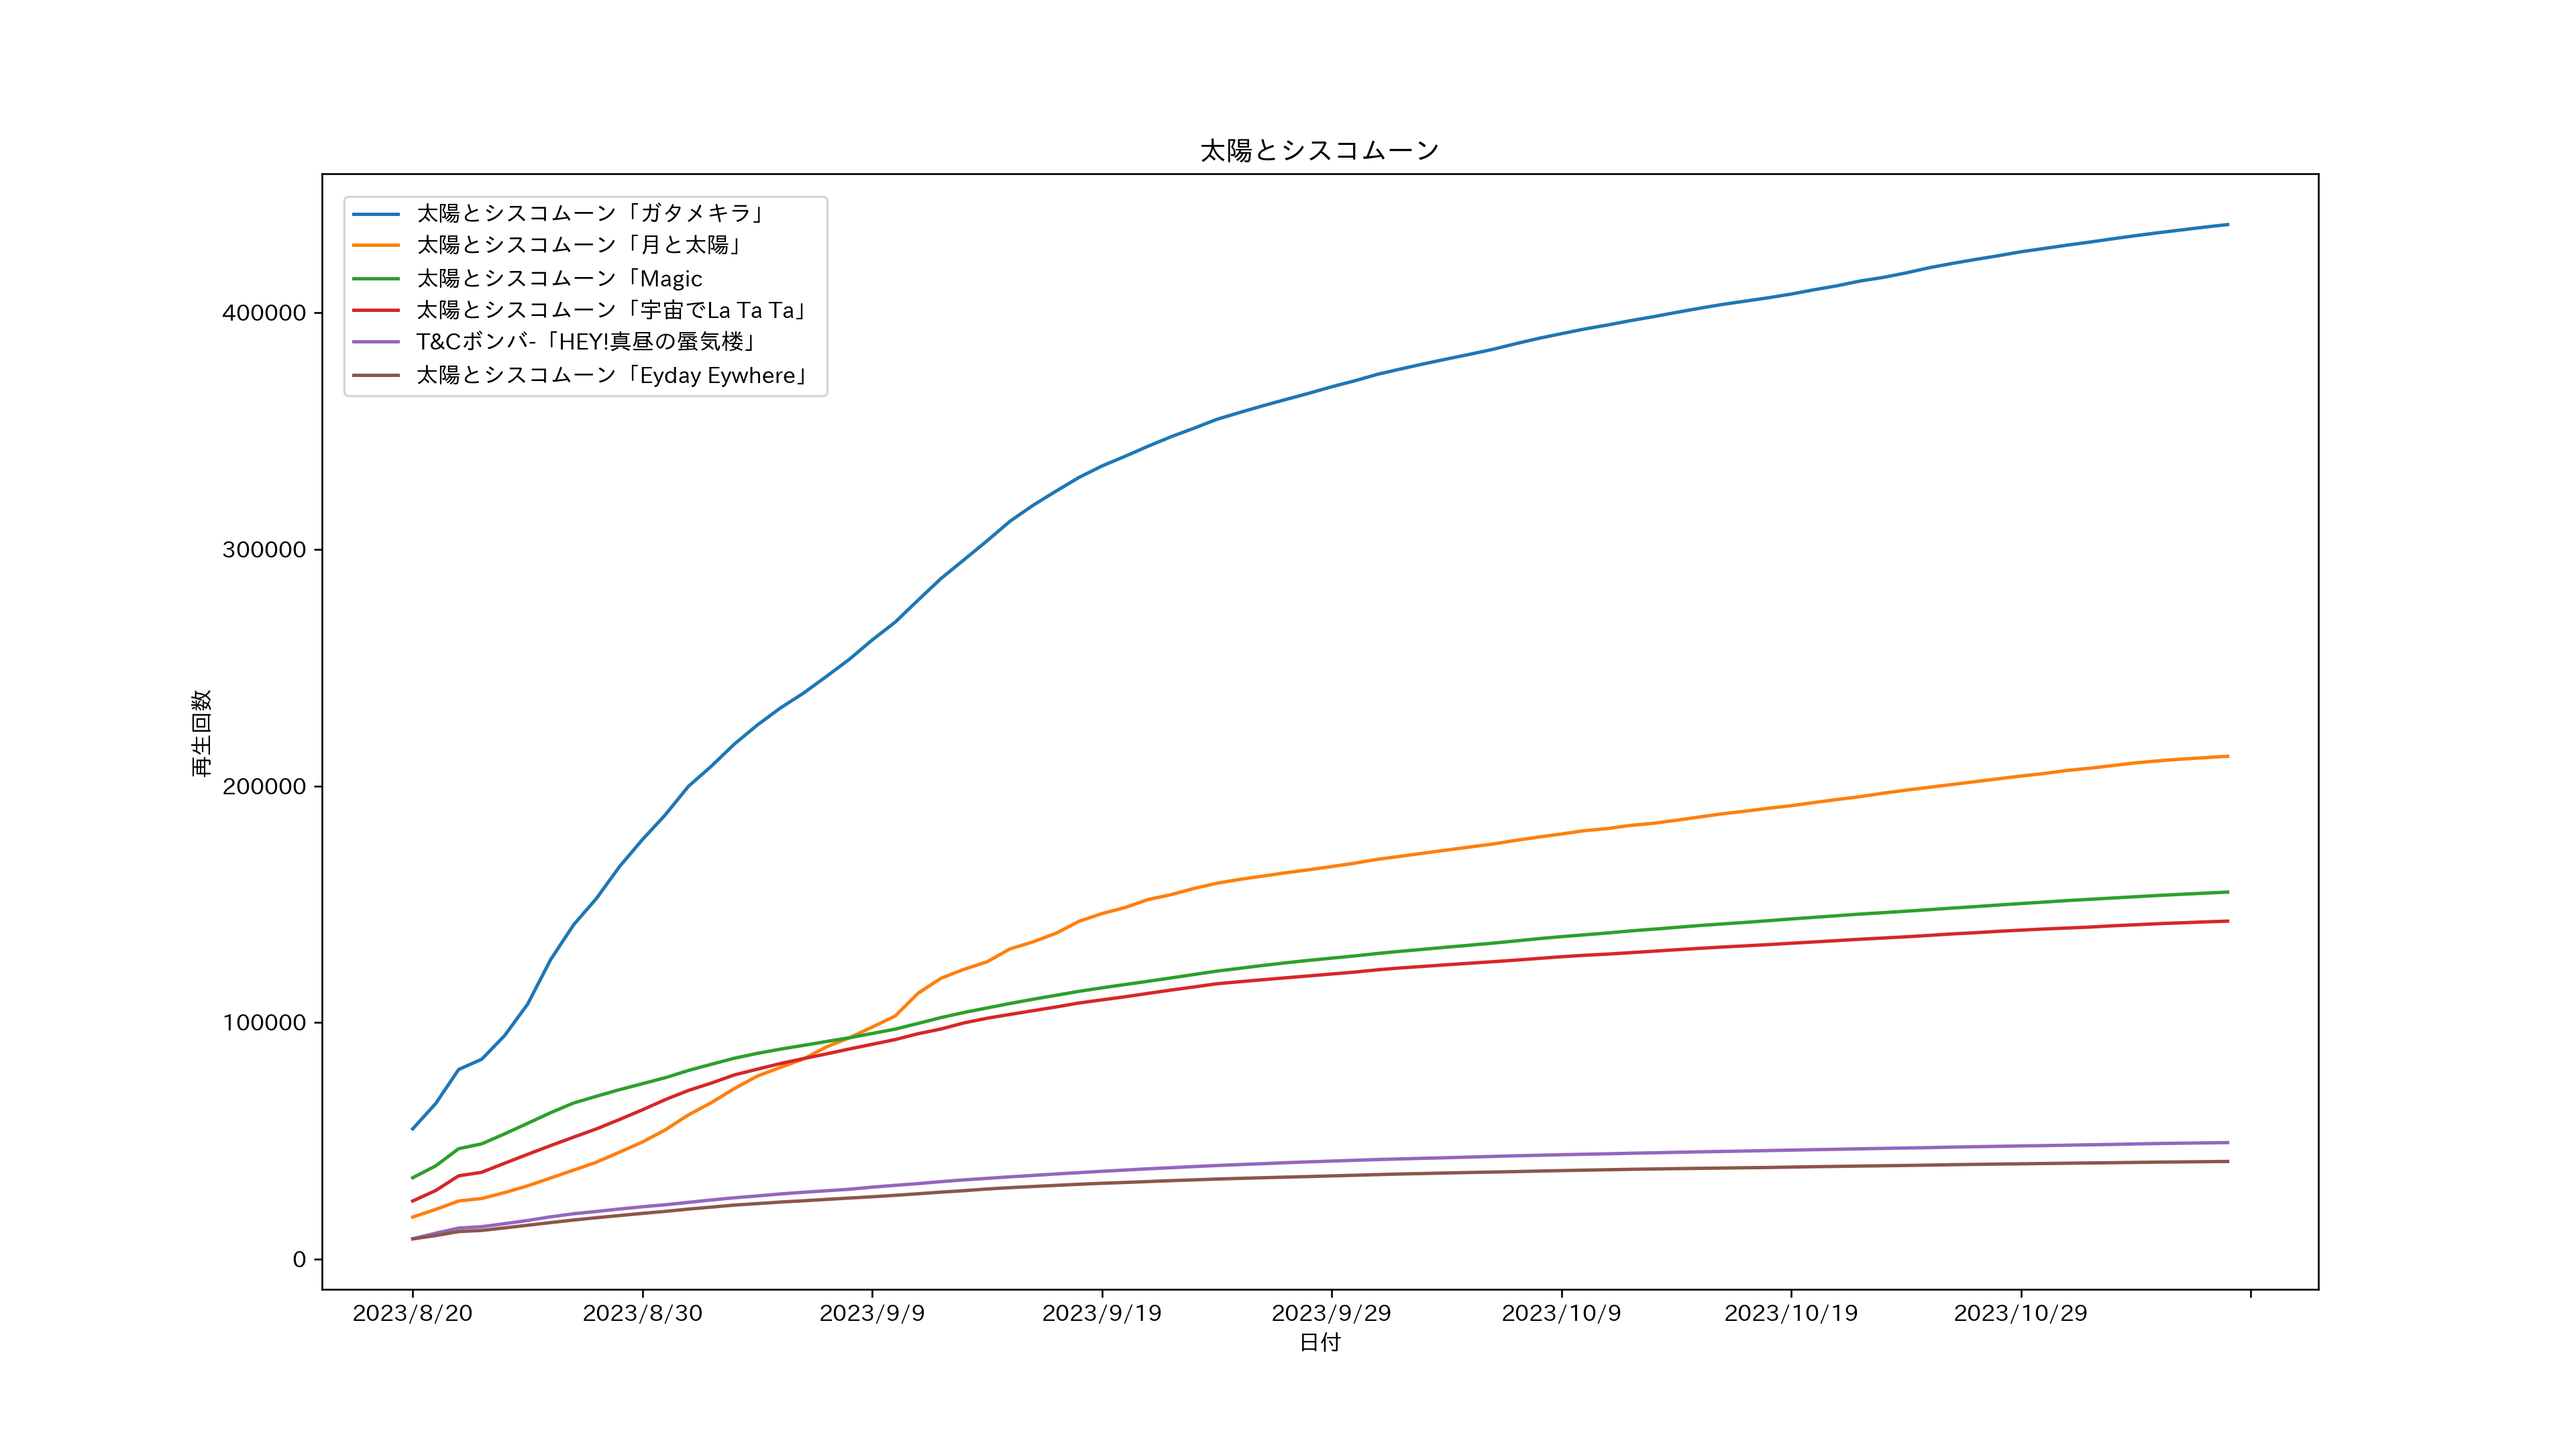 太陽とシスコムーン
太陽とシスコムーン「ガタメキラ」
太陽とシスコムーン「月と太陽」
太陽とシスコムーン「Magic
太陽とシスコムーン「宇宙でLa Ta Ta」
T&Cボンバ-「HEY!真昼の蜃気楼」
太陽とシスコムーン「Eyday Eywhere」
400000
300000
200000
100000
0
再生回数
2023/8/20 2023/8/30 2023/9/9 2023/9/19 2023/9/29 2023/10/9 2023/10/19 2023/10/29
日付